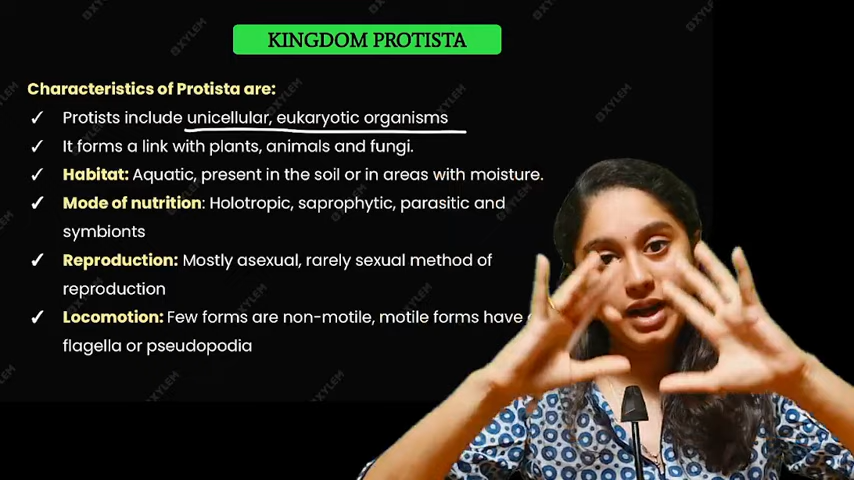 KINGDOM PROTISTA
Characteristics of Protista are:
✓ Protists include unicellular, eukaryotic organisms
✓ It forms a link with plants, animals and fungi.
✓ Habitat: Aquatic, present in the soil or in areas with moisture.
✓ Mode of nutrition: Holotropic, saprophytic, parasitic and
symbionts
✓ Reproduction: Mostly asexual, rarely sexual method of
reproduction
✓ Locomotion: Few forms are non-motile, motile forms have
flagella or pseudopodia